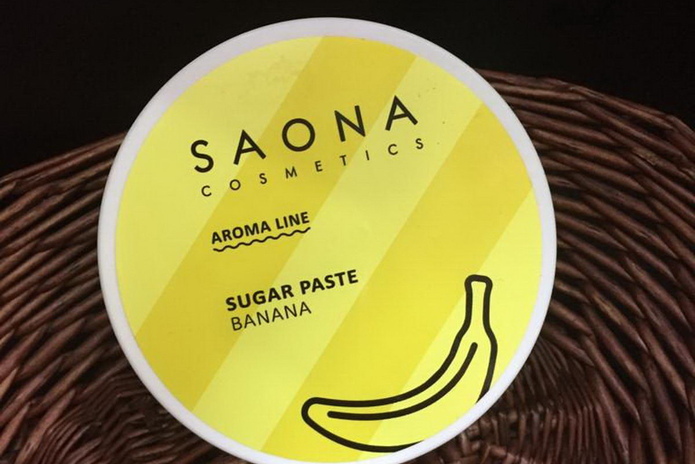 SAONA
COSMETICS
AROMA LINE
SUGAR PASTE
BANANA